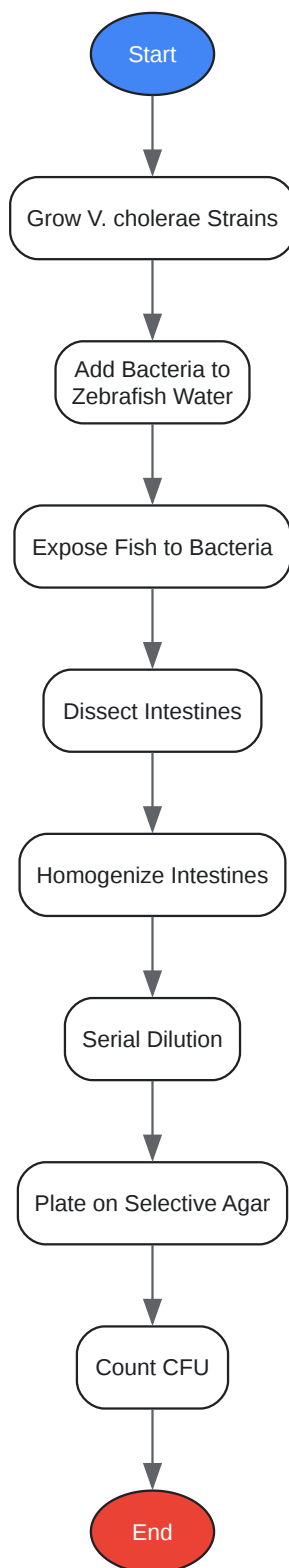 Start
Grow V. cholerae Strains
Add Bacteria to
Zebrafish Water
Expose Fish to Bacteria
Dissect Intestines
Homogenize Intestines
Serial Dilution
Plate on Selective Agar
Count CFU
End